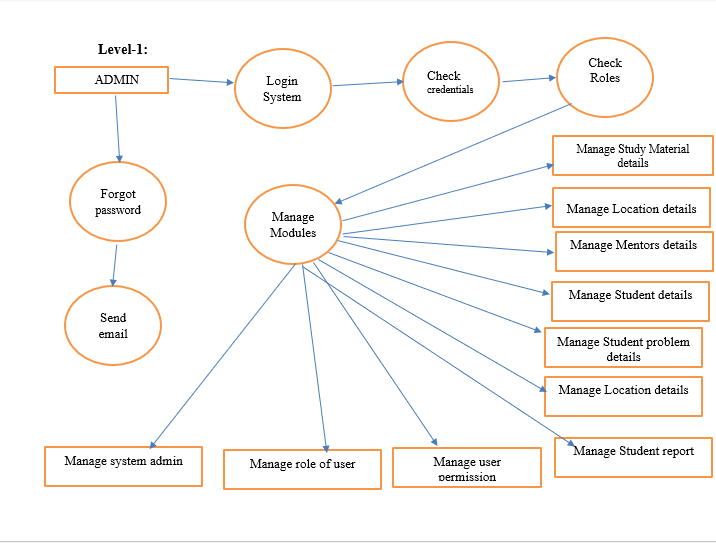 Level-1:
ADMIN
Login
System
Check
credentials
Check
Roles
Forgot
password
Send
email
Manage
Modules
Manage Study Material
details
Manage Location details
Manage Mentors details
Manage Student details
Manage Student problem
details
Manage Location details
Manage Student report
Manage system admin
Manage role of user
Manage user
permission